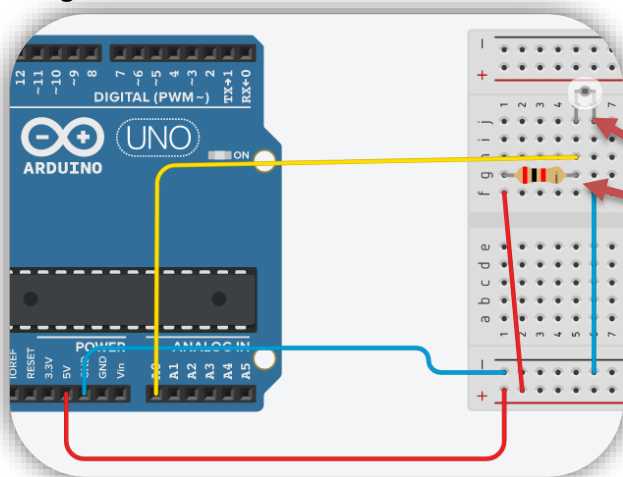 12
~11
~10
~9
8
7
~6
~5
4
~3
2
TX→1
RX←0
DIGITAL (PWM~)
UNO
ON
ARDUINO
RESET
3.3V
5V
GND
GND
Vin
POWER
ANALOG IN
A0
A1
A2
A3
A4
A5
1 2 3 4 5 7
j
i
h
g
f
e
d
c
b
a
1 2 3 4 5 6 7